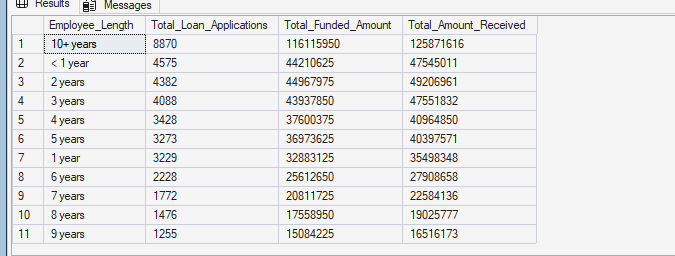 Results Messages
Employee_Length Total_Loan_Applications Total_Funded_Amount Total_Amount_Received
1 10+ years 8870 116115950 125871616
2 < 1 year 4575 44210625 47545011
3 2 years 4382 44967975 49206961
4 3 years 4088 43937850 47551832
5 4 years 3428 37600375 40964850
6 5 years 3273 36973625 40397571
7 1 year 3229 32883125 35498348
8 6 years 2228 25612650 27908658
9 7 years 1772 20811725 22584136
10 8 years 1476 17558950 19025777
11 9 years 1255 15084225 16516173